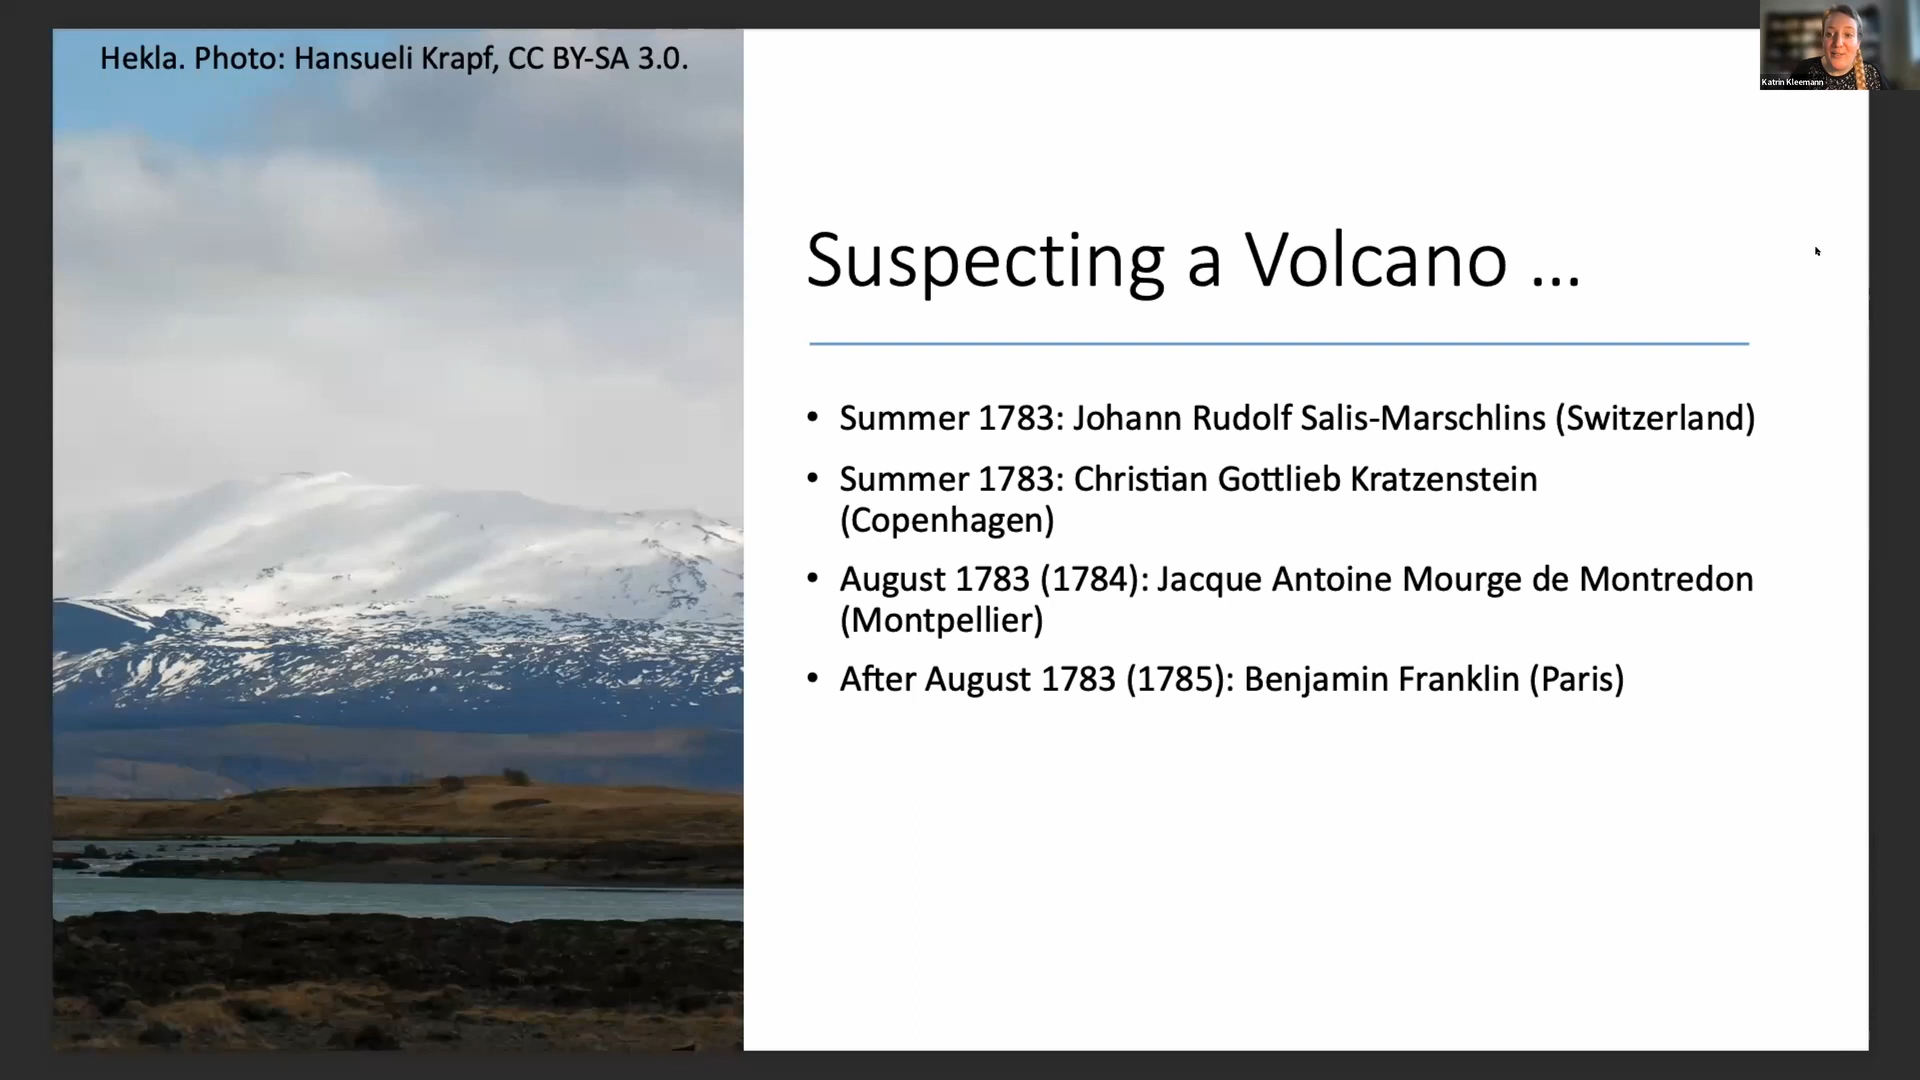 Hekla. Photo: Hansueli Krapf, CC BY-SA 3.0.
Katrin Kleemann
Suspecting a Volcano ...
• Summer 1783: Johann Rudolf Salis-Marschlins (Switzerland)
• Summer 1783: Christian Gottlieb Kratzenstein
(Copenhagen)
• August 1783 (1784): Jacque Antoine Mourge de Montredon
(Montpellier)
• After August 1783 (1785): Benjamin Franklin (Paris)